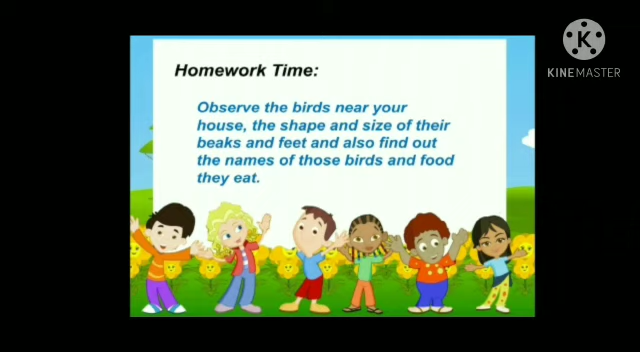 K
KINEMASTER
Homework Time:
Observe the birds near your
house, the shape and size of their
beaks and feet and also find out
the names of those birds and food
they eat.